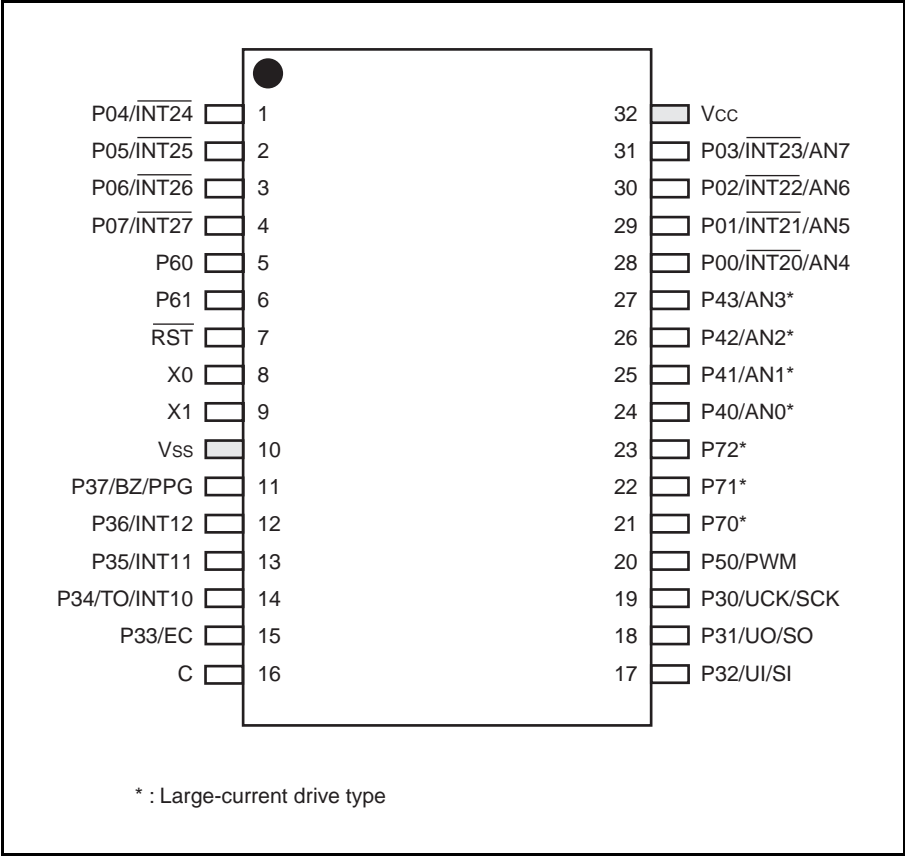 P04/INT24 1 32 Vcc
P05/INT25 2 31 P03/INT23/AN7
P06/INT26 3 30 P02/INT22/AN6
P07/INT27 4 29 P01/INT21/AN5
P60 5 28 P00/INT20/AN4
P61 6 27 P43/AN3*
RST 7 26 P42/AN2*
X0 8 25 P41/AN1*
X1 9 24 P40/AN0*
Vss 10 23 P72*
P37/BZ/PPG 11 22 P71*
P36/INT12 12 21 P70*
P35/INT11 13 20 P50/PWM
P34/TO/INT10 14 19 P30/UCK/SCK
P33/EC 15 18 P31/UO/SO
C 16 17 P32/UI/SI
* : Large-current drive type